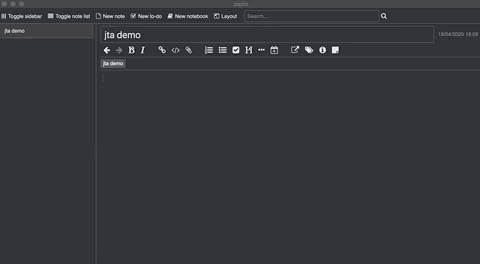 Joplin
Toggle sidebar Toggle note list New note New to-do New notebook Layout Search...
jta demo
jta demo
18/04/2020 18:08
jta demo